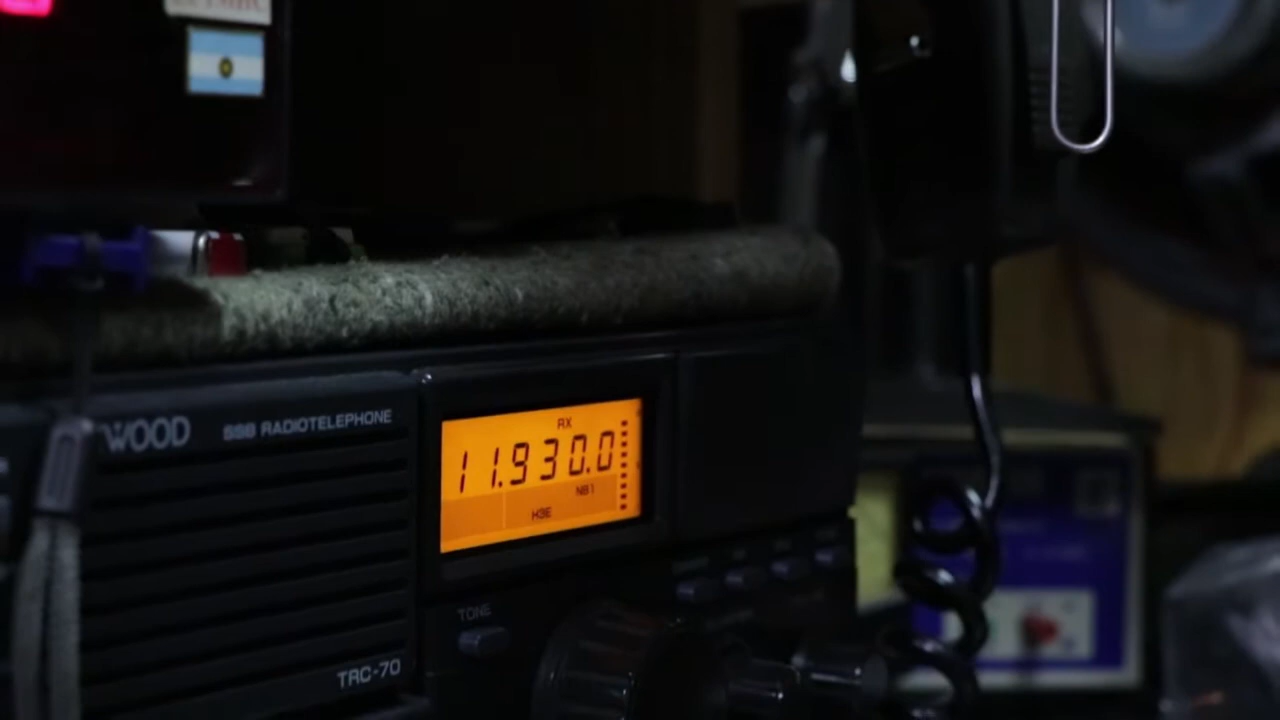 WOOD SSB RADIOTELEPHONE
RX
11.930.0
NB1
H3E
TONE
TRC-70